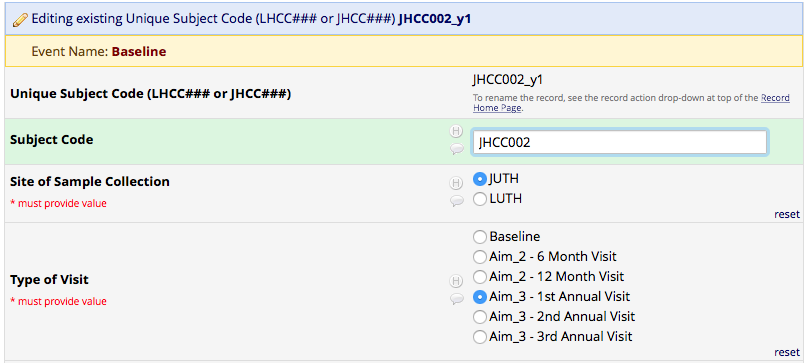 Editing existing Unique Subject Code (LHCC### or JHCC###) JHCC002_y1
Event Name: Baseline
Unique Subject Code (LHCC### or JHCC###)
JHCC002_y1
To rename the record, see the record action drop-down at top of the Record
Home Page.
Subject Code
H
JHCC002
Site of Sample Collection
* must provide value
H
JUTH
LUTH
reset
Type of Visit
* must provide value
H
Baseline
Aim_2 - 6 Month Visit
Aim_2 - 12 Month Visit
Aim_3 - 1st Annual Visit
Aim_3 - 2nd Annual Visit
Aim_3 - 3rd Annual Visit
reset